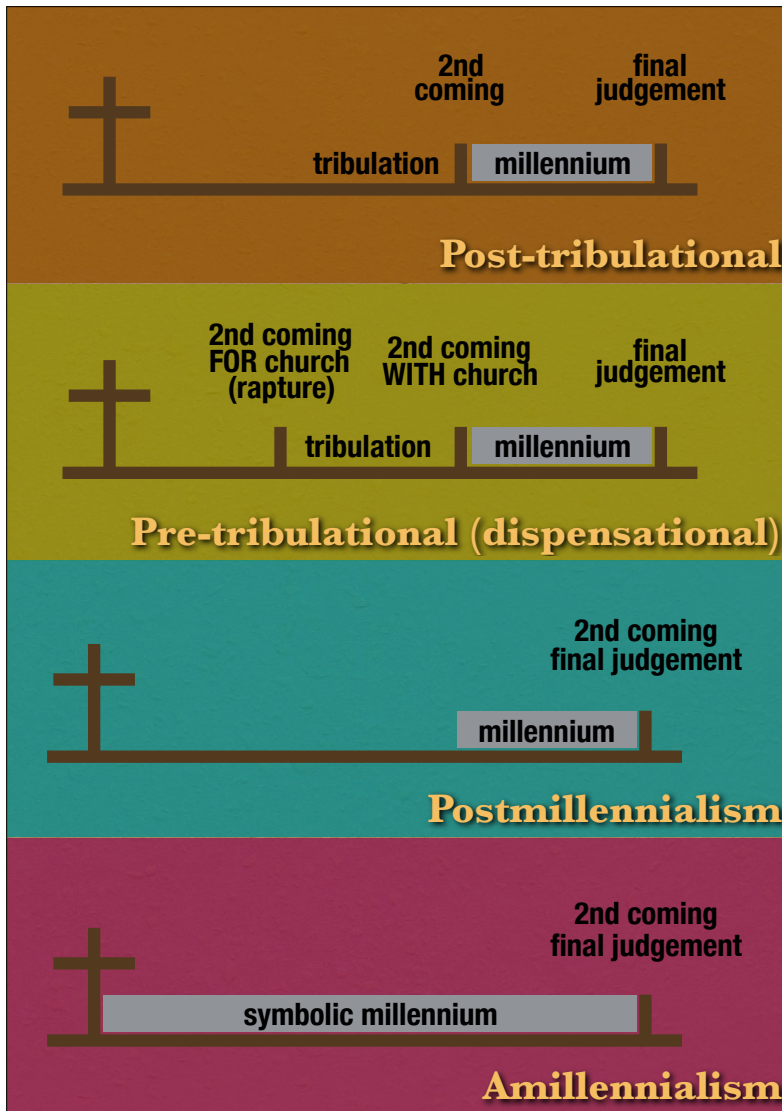 2nd
coming
final
judgement
tribulation
millennium
Post-tribulational
2nd coming
FOR church
(rapture)
2nd coming
WITH church
final
judgement
tribulation
millennium
Pre-tribulational (dispensational)
2nd coming
final judgement
millennium
Postmillennialism
2nd coming
final judgement
symbolic millennium
Amillennialism